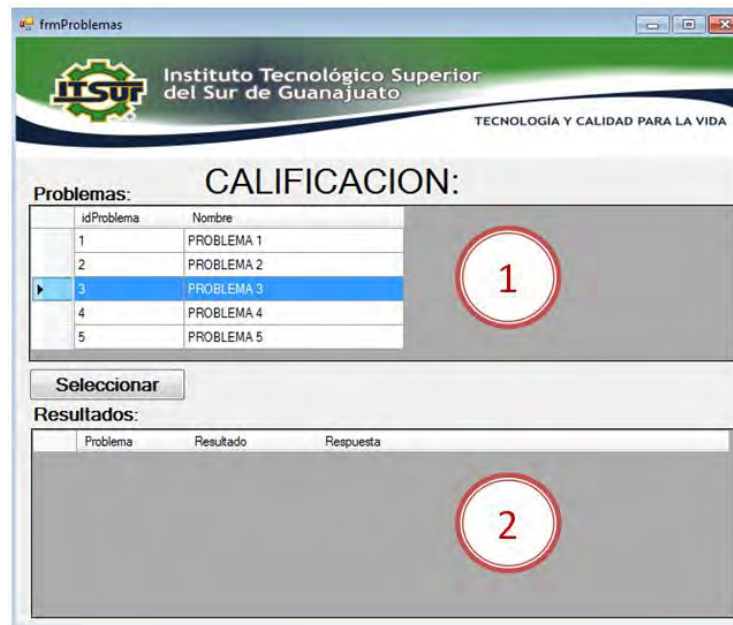 frmProblemas
ITSur
Instituto Tecnológico Superior
del Sur de Guanajuato
TECNOLOGÍA Y CALIDAD PARA LA VIDA
CALIFICACION:
Problemas:
idProblema Nombre
1 PROBLEMA 1
2 PROBLEMA 2
3 PROBLEMA 3
4 PROBLEMA 4
5 PROBLEMA 5
1
Seleccionar
Resultados:
Problema Resultado Respuesta
2